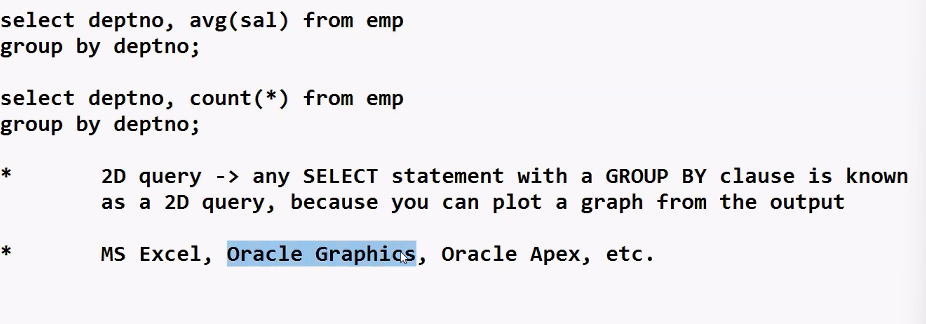 select deptno, avg(sal) from emp
group by deptno;
select deptno, count(*) from emp
group by deptno;
* 2D query -> any SELECT statement with a GROUP BY clause is known
as a 2D query, because you can plot a graph from the output
* MS Excel, Oracle Graphics, Oracle Apex, etc.